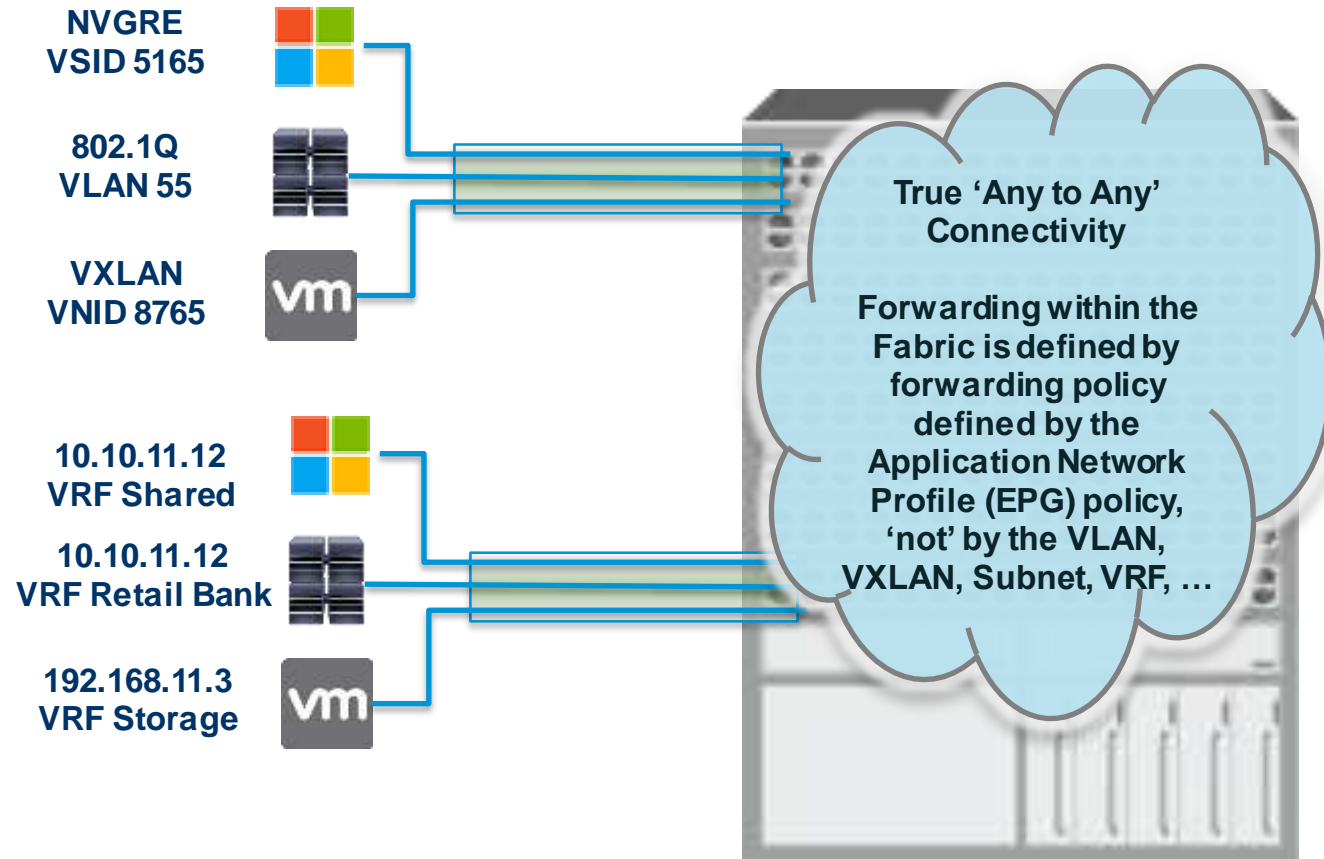 NVGRE
VSID 5165
802.1Q
VLAN 55
VXLAN
VNID 8765
10.10.11.12
VRF Shared
10.10.11.12
VRF Retail Bank
192.168.11.3
VRF Storage
vm
vm
True ‘Any to Any’
Connectivity
Forwarding within the
Fabric is defined by
forwarding policy
defined by the
Application Network
Profile (EPG) policy,
‘not’ by the VLAN,
VXLAN, Subnet, VRF, …